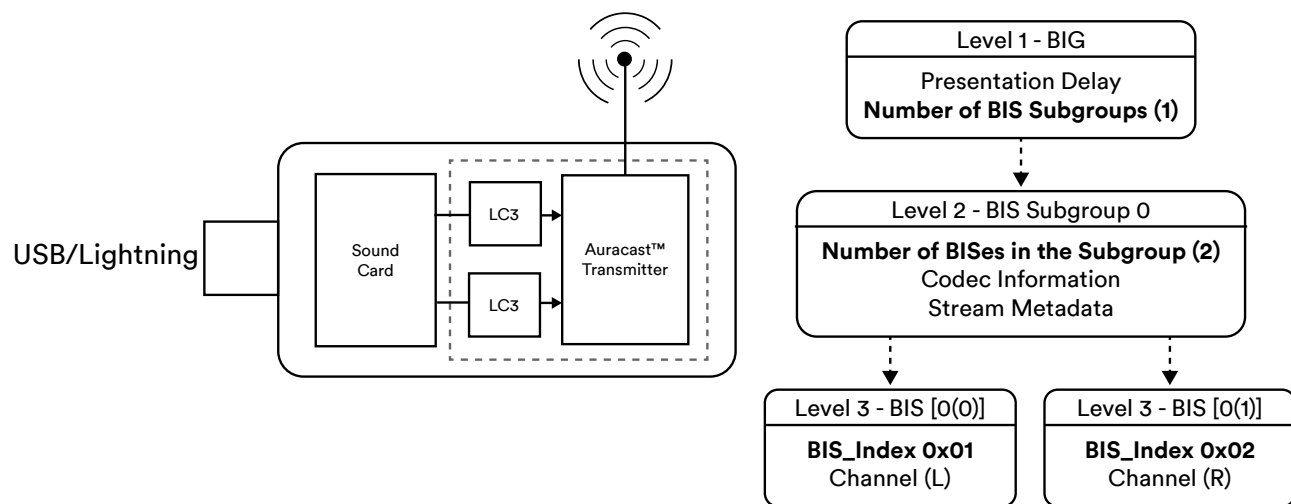 USB/Lightning
Sound
Card
LC3
LC3
Auracast™
Transmitter
Level 1 - BIG
Presentation Delay
Number of BIS Subgroups (1)
Level 2 - BIS Subgroup 0
Number of BISes in the Subgroup (2)
Codec Information
Stream Metadata
Level 3 - BIS [0(0)]
BIS_Index 0x01
Channel (L)
Level 3 - BIS [0(1)]
BIS_Index 0x02
Channel (R)